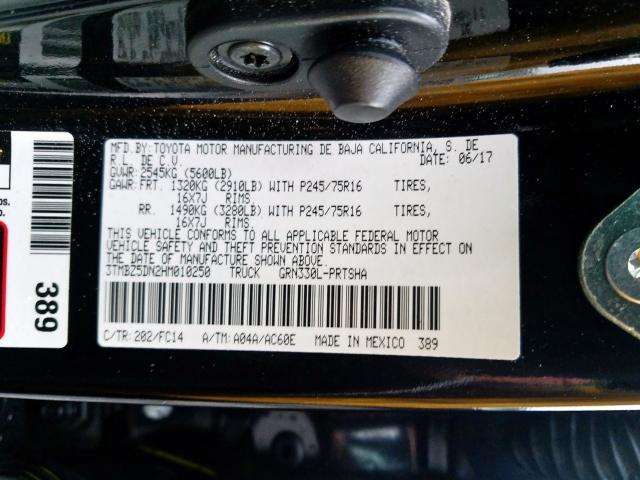 MFD.BY:TOYOTA MOTOR MANUFACTURING DE BAJA CALIFORNIA, S. DE
R.L. DE C.V. DATE: 06/17
GVWR:2545KG (5600LB)
GAWR:FRT. 1320KG (2910LB) WITH P245/75R16 TIRES,
16X7J RIMS.
RR. 1490KG (3280LB) WITH P245/75R16 TIRES,
16X7J RIMS.
THIS VEHICLE CONFORMS TO ALL APPLICABLE FEDERAL MOTOR
VEHICLE SAFETY AND THEFT PREVENTION STANDARDS IN EFFECT ON
THE DATE OF MANUFACTURE SHOWN ABOVE.
3TMBZ5DN2HM010250 TRUCK GRN330L-PRTSHA
C/TR:202/FC14 A/TM:A04A/AC60E MADE IN MEXICO 389
389